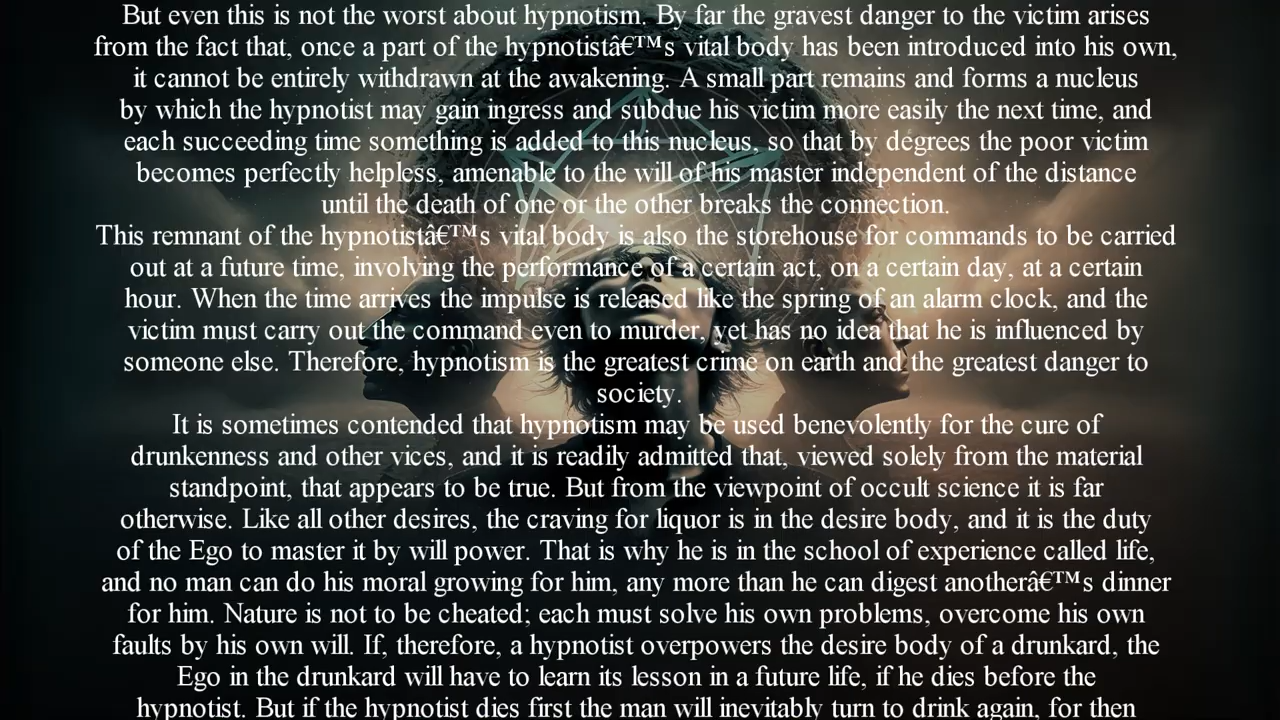 But even this is not the worst about hypnotism. By far the gravest danger to the victim arises
from the fact that, once a part of the hypnotistâ€™s vital body has been introduced into his own,
it cannot be entirely withdrawn at the awakening. A small part remains and forms a nucleus
by which the hypnotist may gain ingress and subdue his victim more easily the next time, and
each succeeding time something is added to this nucleus, so that by degrees the poor victim
becomes perfectly helpless, amenable to the will of his master independent of the distance
until the death of one or the other breaks the connection.
This remnant of the hypnotistâ€™s vital body is also the storehouse for commands to be carried
out at a future time, involving the performance of a certain act, on a certain day, at a certain
hour. When the time arrives the impulse is released like the spring of an alarm clock, and the
victim must carry out the command even to murder, yet has no idea that he is influenced by
someone else. Therefore, hypnotism is the greatest crime on earth and the greatest danger to
society.
It is sometimes contended that hypnotism may be used benevolently for the cure of
drunkenness and other vices, and it is readily admitted that, viewed solely from the material
standpoint, that appears to be true. But from the viewpoint of occult science it is far
otherwise. Like all other desires, the craving for liquor is in the desire body, and it is the duty
of the Ego to master it by will power. That is why he is in the school of experience called life,
and no man can do his moral growing for him, any more than he can digest anotherâ€™s dinner
for him. Nature is not to be cheated; each must solve his own problems, overcome his own
faults by his own will. If, therefore, a hypnotist overpowers the desire body of a drunkard, the
Ego in the drunkard will have to learn its lesson in a future life, if he dies before the
hypnotist. But if the hypnotist dies first the man will inevitably turn to drink again, for then